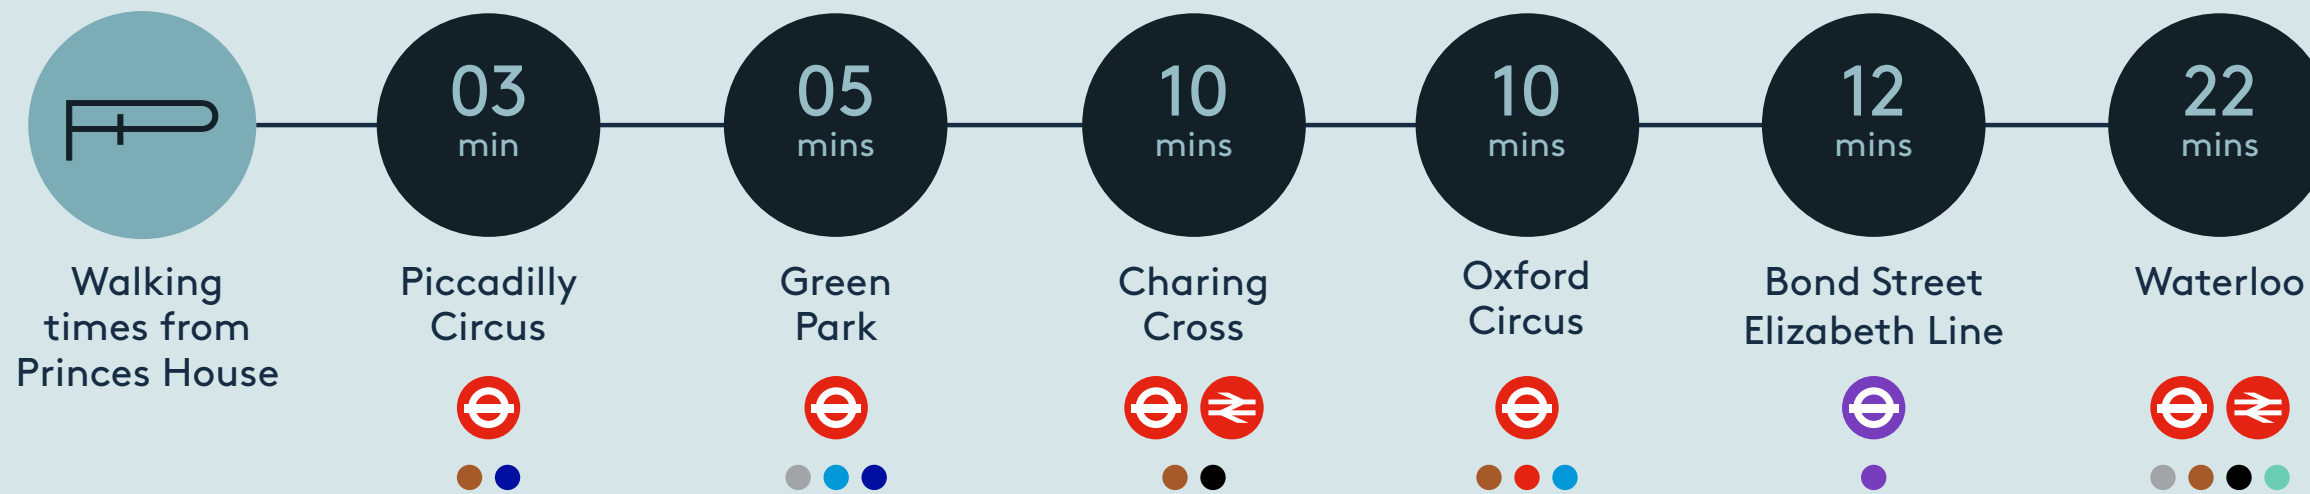 03
min
05
mins
10
mins
10
mins
12
mins
22
mins
Walking
times from
Princes House
Piccadilly
Circus
Green
Park
Charing
Cross
Oxford
Circus
Bond Street
Elizabeth Line
Waterloo